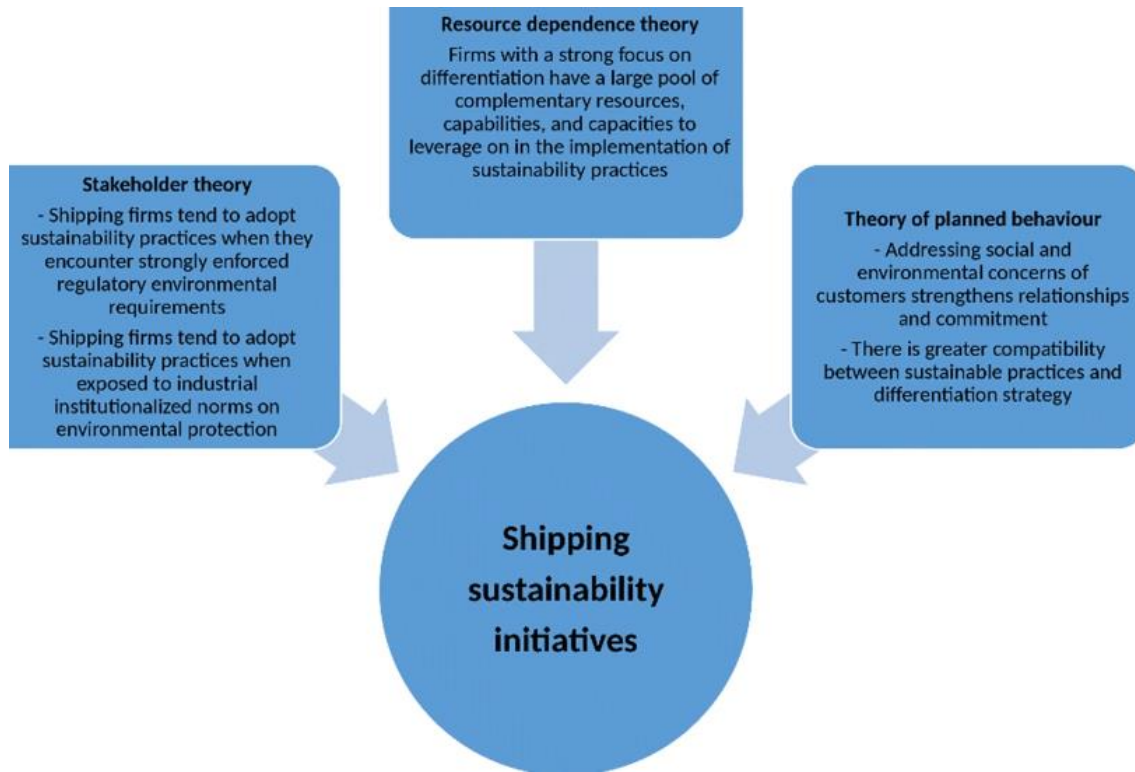 Resource dependence theory
Firms with a strong focus on
differentiation have a large pool of
complementary resources,
capabilities, and capacities to
leverage on in the implementation of
sustainability practices
Stakeholder theory
- Shipping firms tend to adopt
sustainability practices when they
encounter strongly enforced
regulatory environmental
requirements
- Shipping firms tend to adopt
sustainability practices when
exposed to industrial
institutionalized norms on
environmental protection
Theory of planned behaviour
- Addressing social and
environmental concerns of
customers strengthens relationships
and commitment
- There is greater compatibility
between sustainable practices and
differentiation strategy
Shipping
sustainability
initiatives